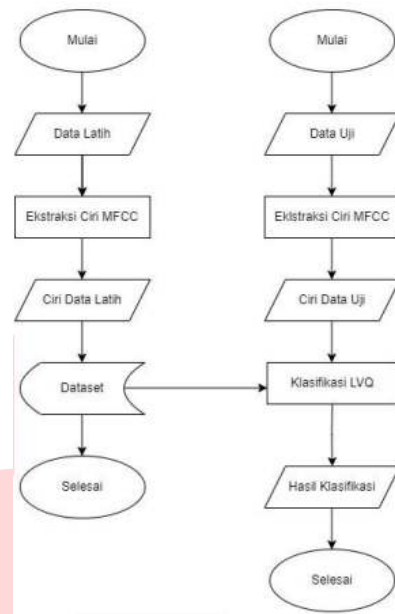 Mulai
Data Latih
Ekstraksi Ciri MFCC
Ciri Data Latih
Dataset
Selesai
Mulai
Data Uji
Eklstraksi Ciri MFCC
Ciri Data Uji
Klasifikasi LVQ
Hasil Klasifikasi
Selesai